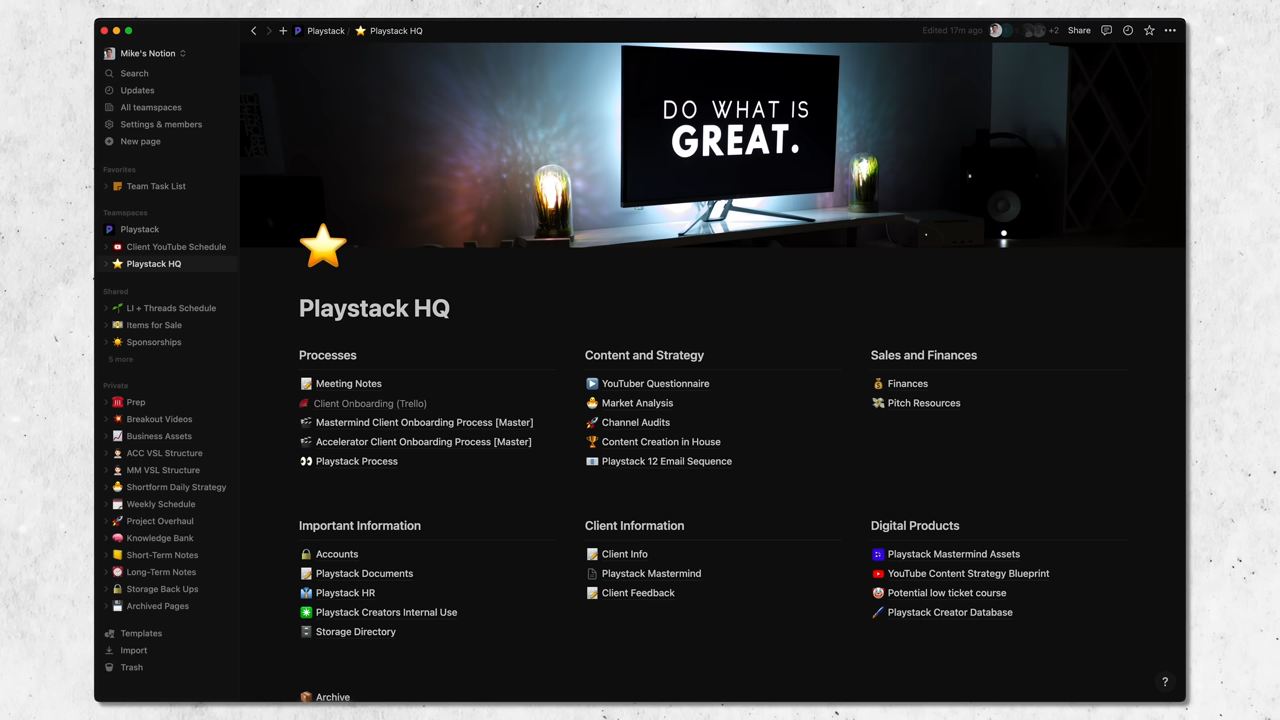 Playstack / Playstack HQ
Edited 17m ago
+2
Share
Mike's Notion
Search
Updates
All teamspaces
Settings & members
New page
Favorites
Team Task List
Teamspaces
Playstack
Client YouTube Schedule
Playstack HQ
Shared
LI + Threads Schedule
Items for Sale
Sponsorships
5 more
Private
Prep
Breakout Videos
Business Assets
ACC VSL Structure
MM VSL Structure
Shortform Daily Strategy
Weekly Schedule
Project Overhaul
Knowledge Bank
Short-Term Notes
Long-Term Notes
Storage Back Ups
Archived Pages
Templates
Import
Trash
DO WHAT IS
GREAT.
Playstack HQ
Processes
Meeting Notes
Client Onboarding (Trello)
Mastermind Client Onboarding Process [Master]
Accelerator Client Onboarding Process [Master]
Playstack Process
Content and Strategy
YouTuber Questionnaire
Market Analysis
Channel Audits
Content Creation in House
Playstack 12 Email Sequence
Sales and Finances
Finances
Pitch Resources
Important Information
Accounts
Playstack Documents
Playstack HR
Playstack Creators Internal Use
Storage Directory
Client Information
Client Info
Playstack Mastermind
Client Feedback
Digital Products
Playstack Mastermind Assets
YouTube Content Strategy Blueprint
Potential low ticket course
Playstack Creator Database
Archive
?